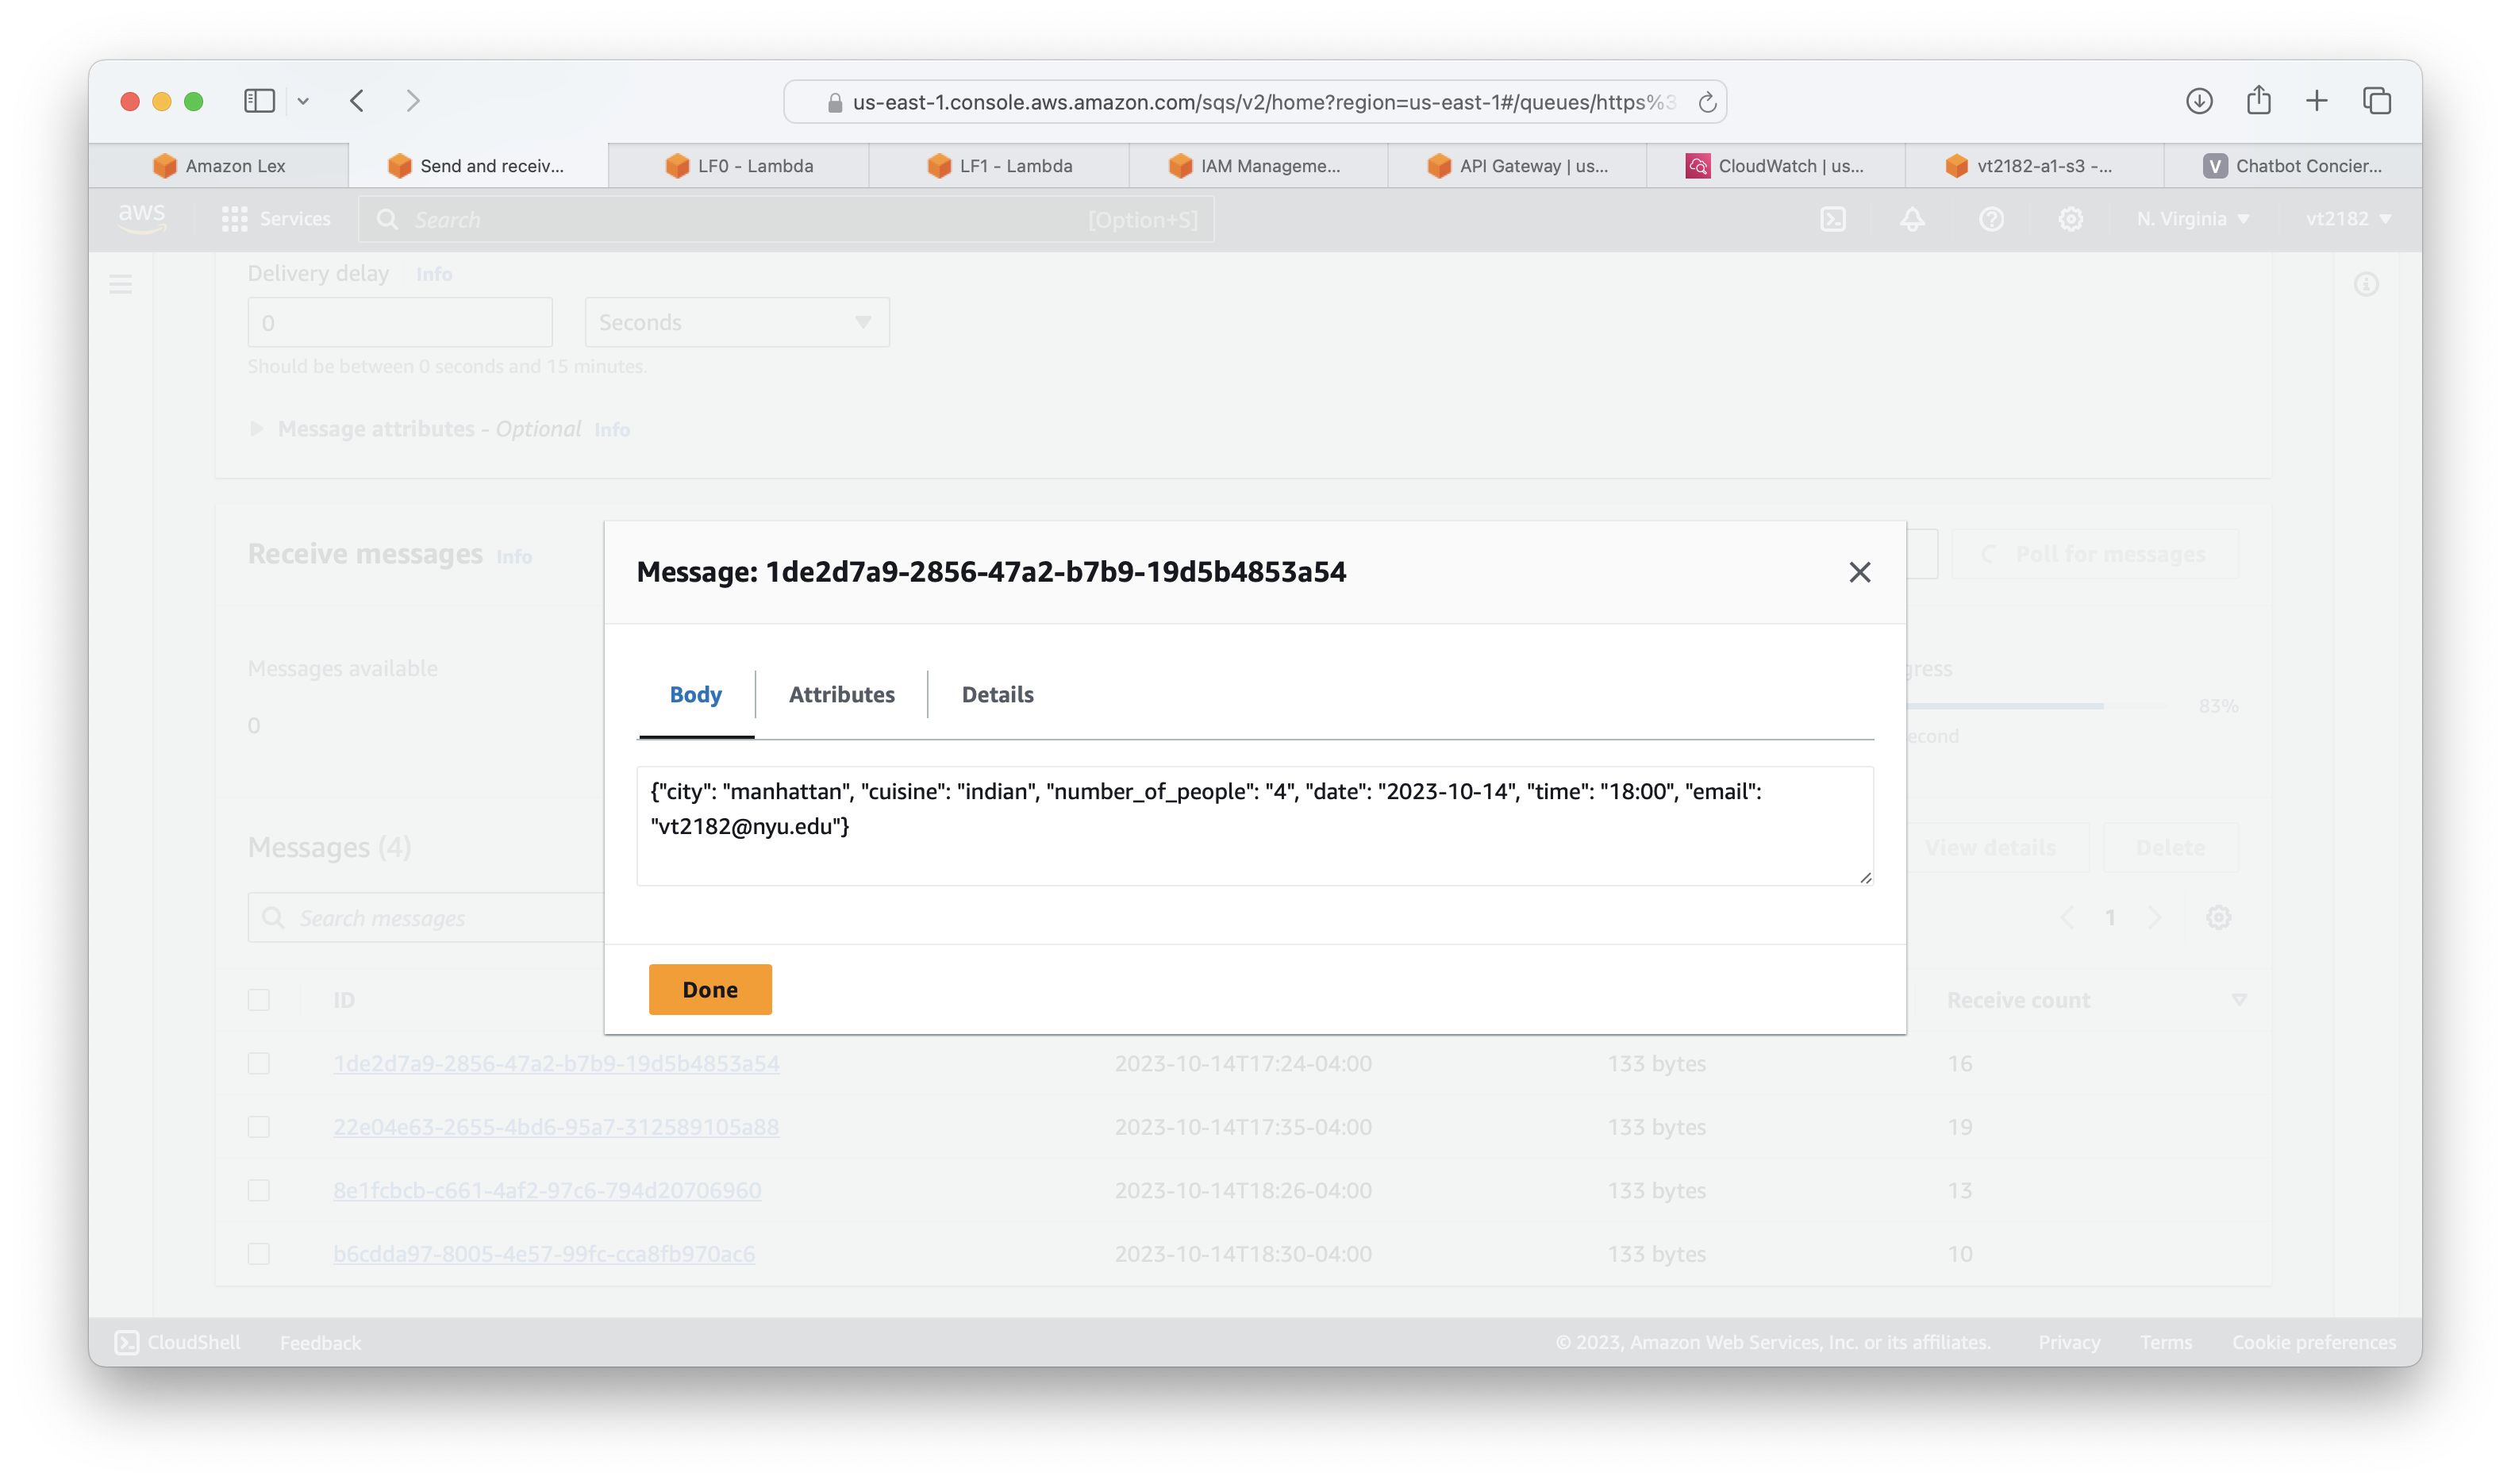 us-east-1.console.aws.amazon.com/sqs/v2/home?region=us-east-1#/queues/https%3
Amazon Lex
Send and receiv...
LF0 - Lambda
LF1 - Lambda
IAM Manageme...
API Gateway | us...
CloudWatch | us...
vt2182-a1-s3 -...
V Chatbot Concier...
aws
Services
Search
[Option+S]
N. Virginia
vt2182
Delivery delay Info
0
Seconds
Should be between 0 seconds and 15 minutes.
Message attributes - Optional Info
Receive messages Info
Poll for messages
Message: 1de2d7a9-2856-47a2-b7b9-19d5b4853a54
Messages available
0
gress
83%
econd
Body
Attributes
Details
{"city": "manhattan", "cuisine": "indian", "number_of_people": "4", "date": "2023-10-14", "time": "18:00", "email":
"vt2182@nyu.edu"}
Messages (4)
View details
Delete
Search messages
1
Done
ID
Receive count
1de2d7a9-2856-47a2-b7b9-19d5b4853a54 2023-10-14T17:24-04:00 133 bytes 16
22e04e63-2655-4bd6-95a7-312589105a88 2023-10-14T17:35-04:00 133 bytes 19
8e1fcbcb-c661-4af2-97c6-794d20706960 2023-10-14T18:26-04:00 133 bytes 13
b6cdda97-8005-4e57-99fc-cca8fb970ac6 2023-10-14T18:30-04:00 133 bytes 10
CloudShell
Feedback
© 2023, Amazon Web Services, Inc. or its affiliates.
Privacy
Terms
Cookie preferences